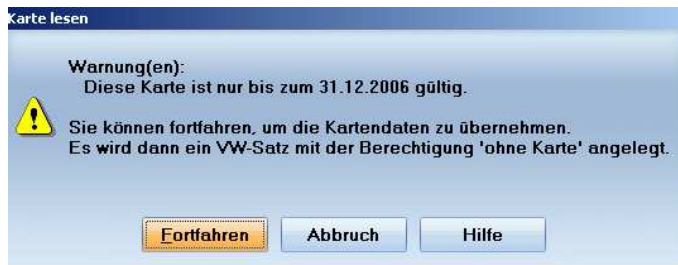 Karte lesen
Warnung(en):
Diese Karte ist nur bis zum 31.12.2006 gültig.
Sie können fortfahren, um die Kartendaten zu übernehmen.
Es wird dann ein VW-Satz mit der Berechtigung 'ohne Karte' angelegt.
Fortfahren Abbruch Hilfe